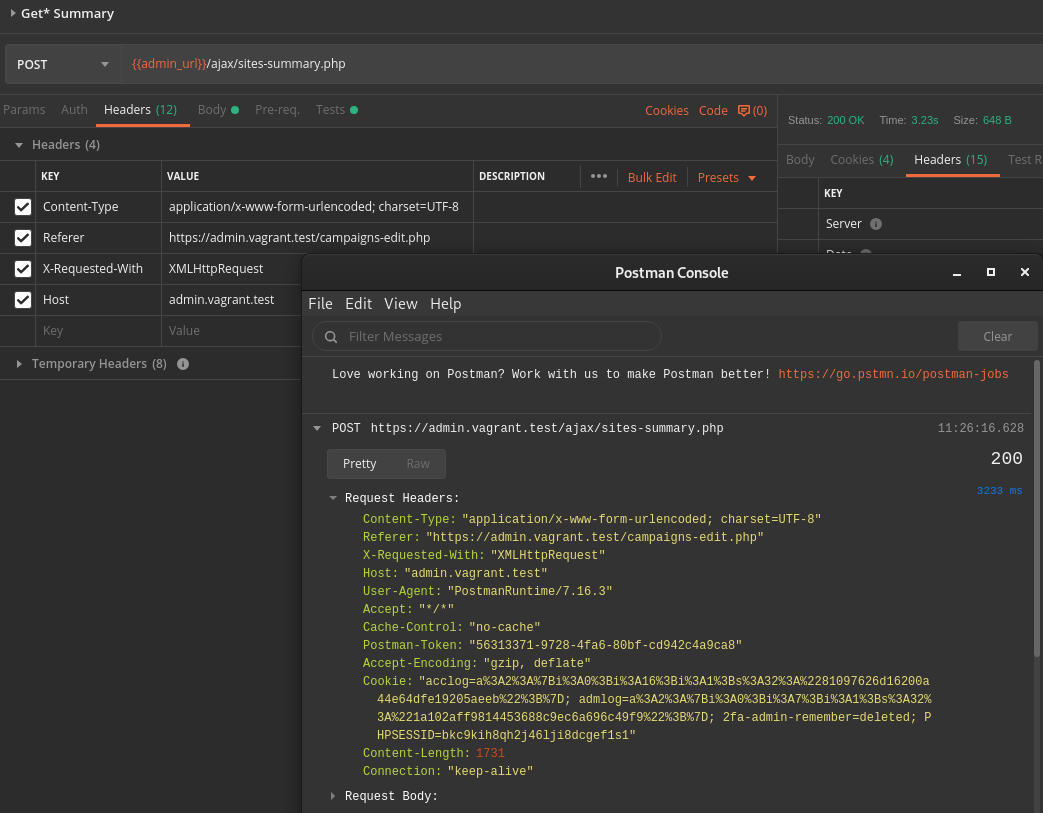 Get* Summary
POST {{admin_url}}/ajax/sites-summary.php
Params Auth Headers (12) Body Pre-req. Tests Cookies Code (0)
Status: 200 OK Time: 3.23s Size: 648 B
Headers (4)
Body Cookies (4) Headers (15) Test R
KEY VALUE DESCRIPTION ••• Bulk Edit Presets
KEY
Content-Type application/x-www-form-urlencoded; charset=UTF-8
Server
Referer https://admin.vagrant.test/campaigns-edit.php
X-Requested-With XMLHttpRequest
Host admin.vagrant.test
Key Value
Temporary Headers (8)
Postman Console
File Edit View Help
Filter Messages
Clear
Love working on Postman? Work with us to make Postman better! https://go.pstmn.io/postman-jobs
POST https://admin.vagrant.test/ajax/sites-summary.php 11:26:16.628
Pretty Raw
200
3233 ms
Request Headers:
Content-Type: "application/x-www-form-urlencoded; charset=UTF-8"
Referer: "https://admin.vagrant.test/campaigns-edit.php"
X-Requested-With: "XMLHttpRequest"
Host: "admin.vagrant.test"
User-Agent: "PostmanRuntime/7.16.3"
Accept: "*/*"
Cache-Control: "no-cache"
Postman-Token: "56313371-9728-4fa6-80bf-cd942c4a9ca8"
Accept-Encoding: "gzip, deflate"
Cookie: "acclog=a%3A2%3A%7Bi%3A0%3Bi%3A16%3Bi%3A1%3Bs%3A32%3A%2281097626d16200a
44e64dfe19205aeeb%22%3B%7D; admlog=a%3A2%3A%7Bi%3A0%3Bi%3A7%3Bi%3A1%3Bs%3A32%
3A%221a102aff9814453688c9ec6a696c49f9%22%3B%7D; 2fa-admin-remember=deleted; P
HPSESSID=bkc9kih8qh2j46lji8dcgef1s1"
Content-Length: 1731
Connection: "keep-alive"
Request Body: